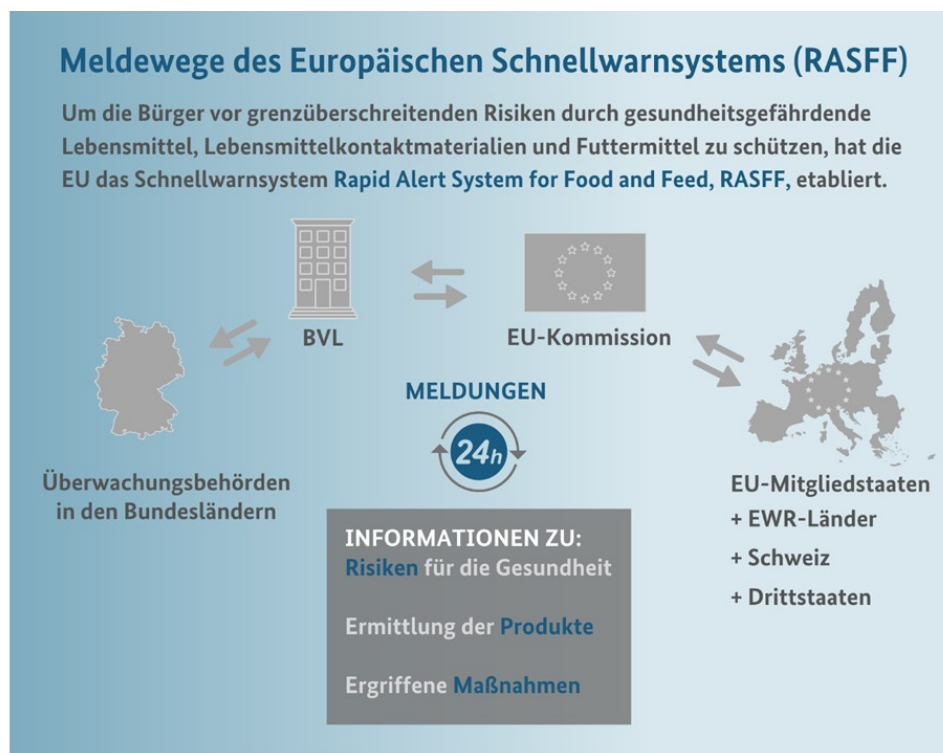 Meldewege des Europäischen Schnellwarnsystems (RASFF)
Um die Bürger vor grenzüberschreitenden Risiken durch gesundheitsgefährdende
Lebensmittel, Lebensmittelkontaktmaterialien und Futtermittel zu schützen, hat die
EU das Schnellwarnsystem Rapid Alert System for Food and Feed, RASFF, etabliert.
BVL
EU-Kommission
MELDUNGEN
24h
Überwachungsbehörden
in den Bundesländern
EU-Mitgliedstaaten
+ EWR-Länder
+ Schweiz
+ Drittstaaten
INFORMATIONEN ZU:
Risiken für die Gesundheit
Ermittlung der Produkte
Ergriffene Maßnahmen